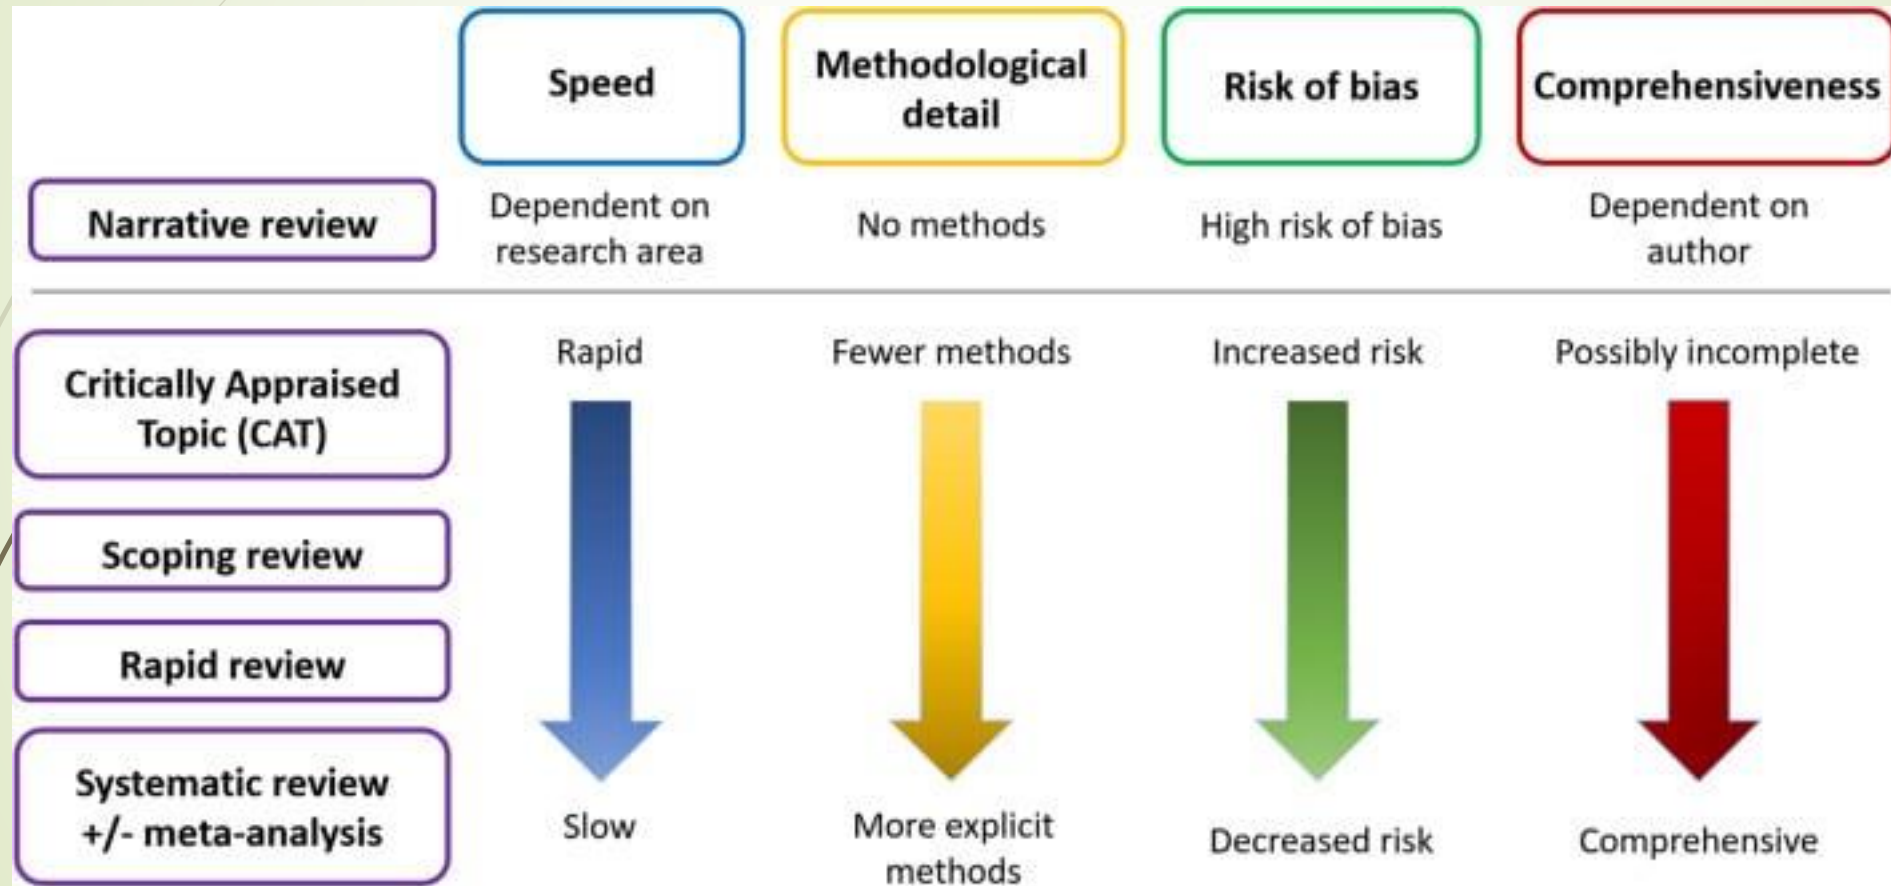 Speed
Methodological
detail
Risk of bias
Comprehensiveness
Narrative review
Dependent on
research area
No methods
High risk of bias
Dependent on
author
Critically Appraised
Topic (CAT)
Rapid
Fewer methods
Increased risk
Possibly incomplete
Scoping review
Rapid review
Systematic review
+/- meta-analysis
Slow
More explicit
methods
Decreased risk
Comprehensive